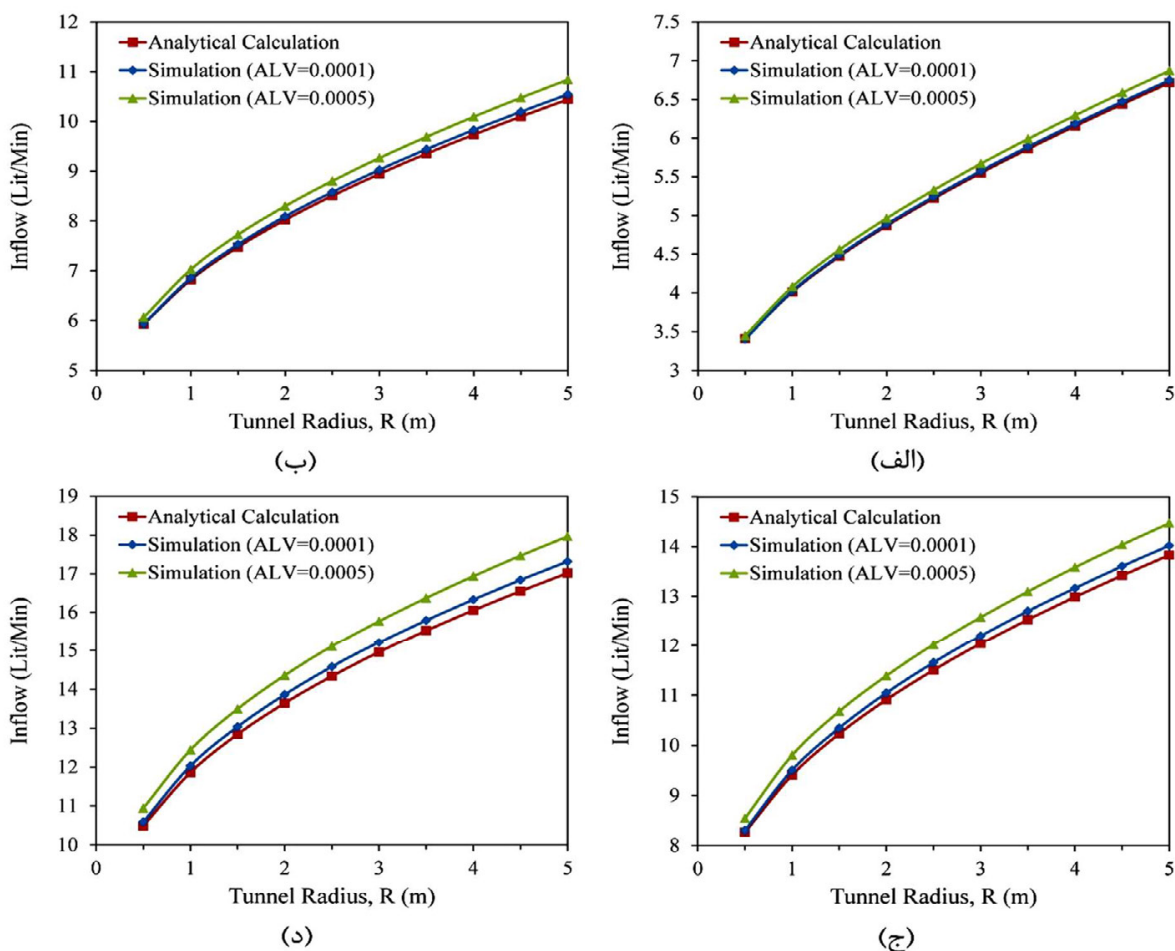 12
11
10
9
8
7
6
5
0
1
2
3
4
5
Inflow (Lit/Min)
Analytical Calculation
Simulation (ALV=0.0001)
Simulation (ALV=0.0005)
Tunnel Radius, R (m)
(ب)
7.5
7
6.5
6
5.5
5
4.5
4
3.5
3
0
1
2
3
4
5
Inflow (Lit/Min)
Analytical Calculation
Simulation (ALV=0.0001)
Simulation (ALV=0.0005)
Tunnel Radius, R (m)
(الف)
19
18
17
16
15
14
13
12
11
10
0
1
2
3
4
5
Inflow (Lit/Min)
Analytical Calculation
Simulation (ALV=0.0001)
Simulation (ALV=0.0005)
Tunnel Radius, R (m)
(د)
15
14
13
12
11
10
9
8
0
1
2
3
4
5
Inflow (Lit/Min)
Analytical Calculation
Simulation (ALV=0.0001)
Simulation (ALV=0.0005)
Tunnel Radius, R (m)
(ج)